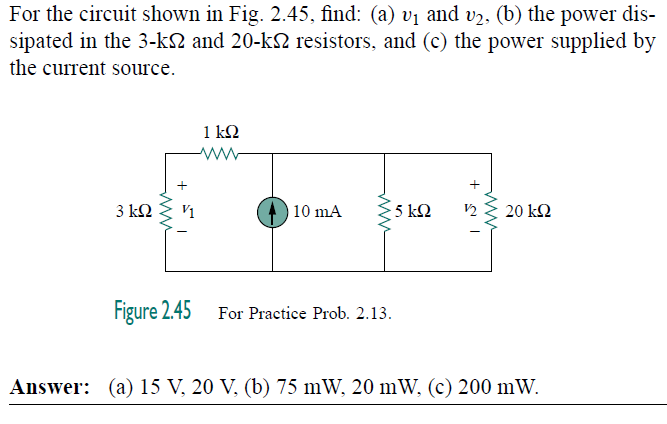 For the circuit shown in Fig. 2.45, find: (a) v1 and v2, (b) the power dis-
sipated in the 3-kΩ and 20-kΩ resistors, and (c) the power supplied by
the current source.
1 kΩ
+
+
3 kΩ
v1
10 mA
5 kΩ
v2
20 kΩ
−
−
Figure 2.45 For Practice Prob. 2.13.
Answer: (a) 15 V, 20 V, (b) 75 mW, 20 mW, (c) 200 mW.